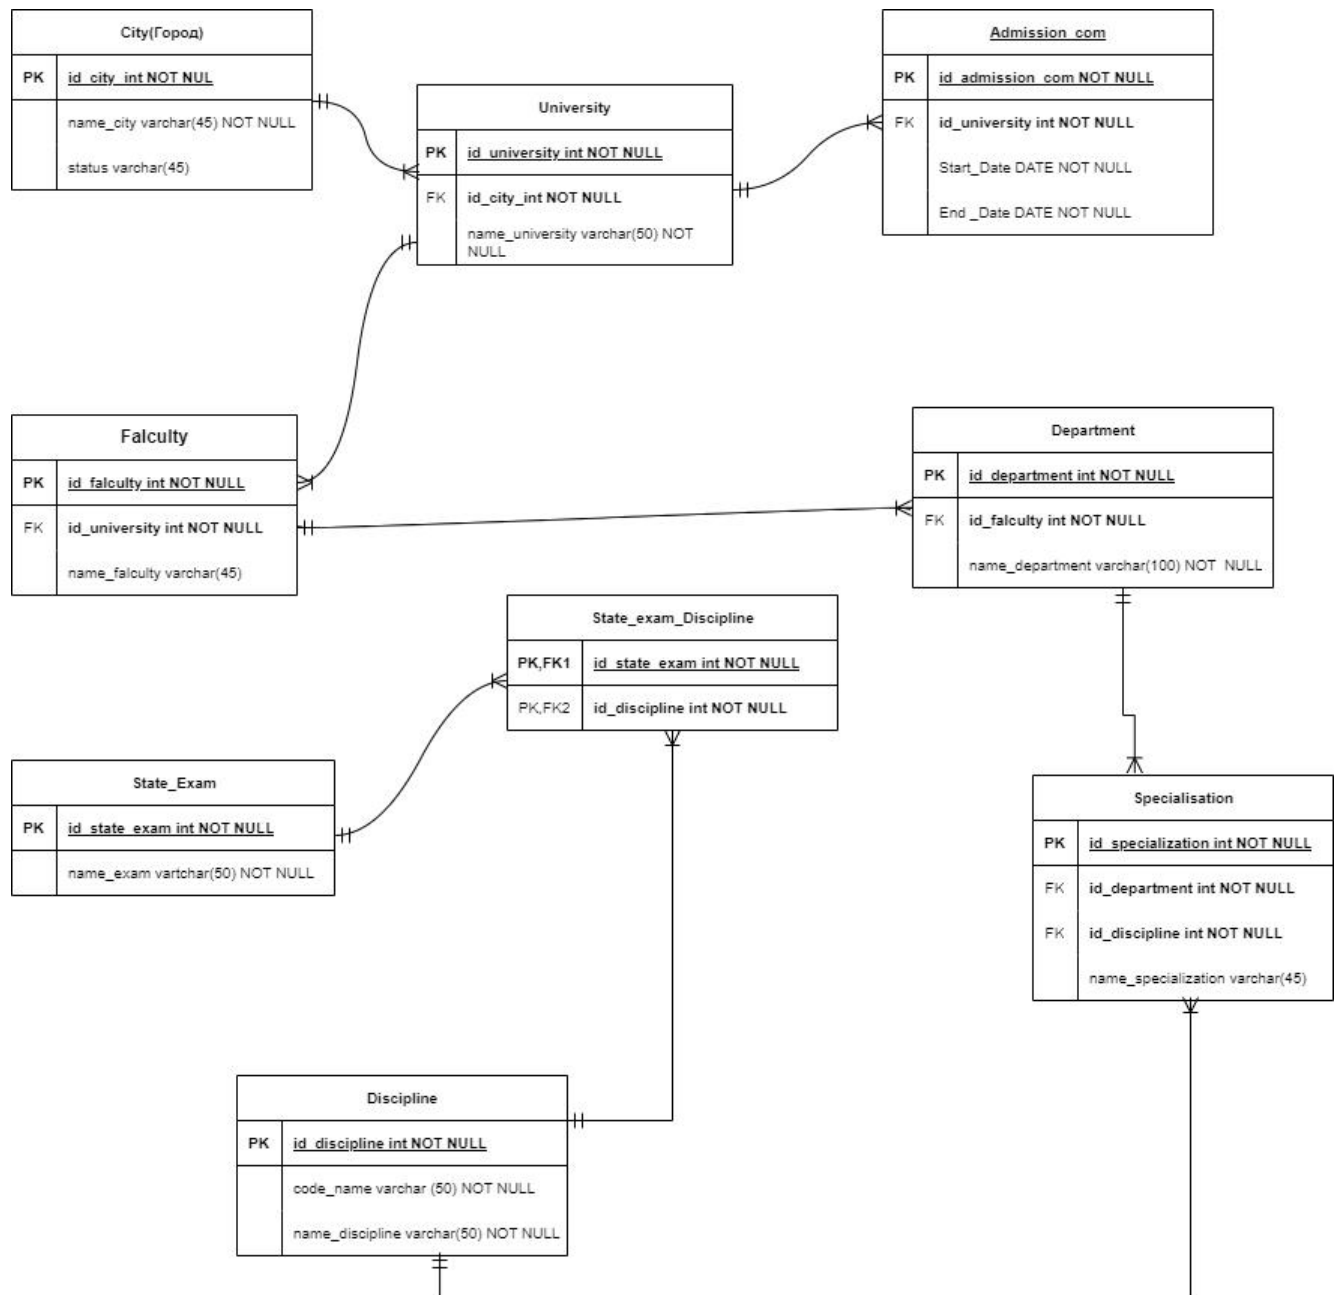 City(Город)
PK id_city_int NOT NUL
name_city varchar(45) NOT NULL
status varchar(45)
University
PK id_university int NOT NULL
FK id_city_int NOT NULL
name_university varchar(50) NOT
NULL
Admission_com
PK id_admission_com NOT NULL
FK id_university int NOT NULL
Start_Date DATE NOT NULL
End _Date DATE NOT NULL
Falculty
PK id_falculty int NOT NULL
FK id_university int NOT NULL
name_falculty varchar(45)
Department
PK id_department int NOT NULL
FK id_falculty int NOT NULL
name_department varchar(100) NOT NULL
State_exam_Discipline
PK,FK1 id_state_exam int NOT NULL
PK,FK2 id_discipline int NOT NULL
State_Exam
PK id_state_exam int NOT NULL
name_exam vartchar(50) NOT NULL
Specialisation
PK id_specialization int NOT NULL
FK id_department int NOT NULL
FK id_discipline int NOT NULL
name_specialization varchar(45)
Discipline
PK id_discipline int NOT NULL
code_name varchar (50) NOT NULL
name_discipline varchar(50) NOT NULL